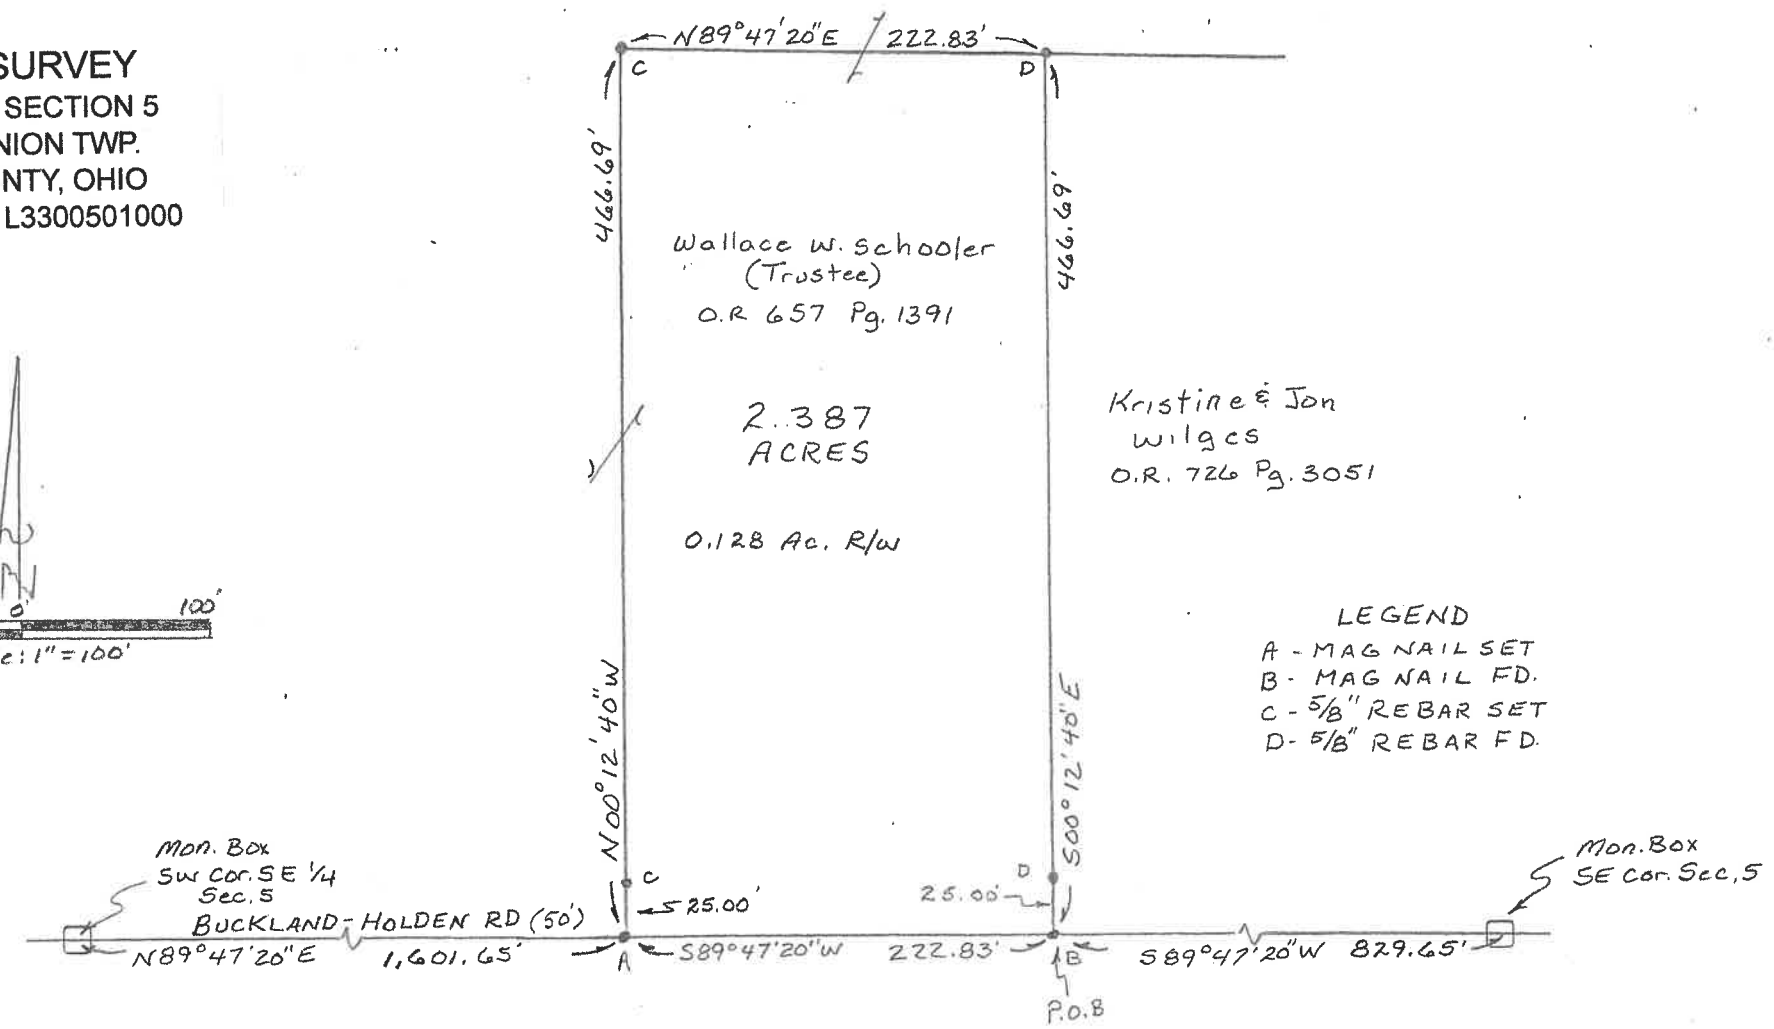 SURVEY
SECTION 5
NION TWP.
NTY, OHIO
L3300501000
N89°47'20"E 222.83'
C
D
466.69'
466.69'
Wallace W. Schooler
(Trustee)
O.R 657 Pg. 1391
2.387
ACRES
0.128 Ac. R/W
Kristine & Jon
Wilges
O.R. 726 Pg. 3051
N
0' 100'
e: 1" = 100'
LEGEND
A - MAG NAIL SET
B - MAG NAIL FD.
C - 5/8" REBAR SET
D - 5/8" REBAR FD.
N00°12'40"W
S00°12'40"E
C
D
25.00'
25.00'
Mon. Box
SW Cor. SE 1/4
Sec. 5
Mon. Box
SE Cor. Sec. 5
BUCKLAND-HOLDEN RD (50')
N89°47'20"E 1,601.65'
A
S89°47'20"W 222.83'
B
S89°47'20"W 829.65'
P.O.B